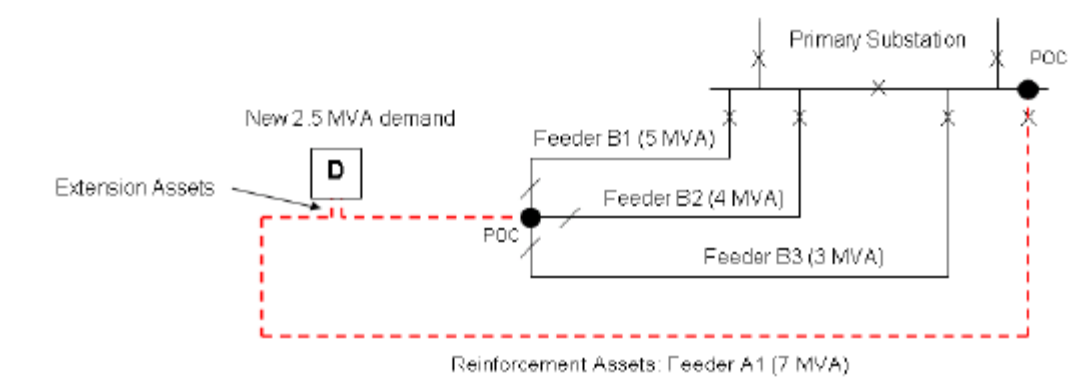 Primary Substation
POC
New 2.5 MVA demand
Feeder B1 (5 MVA)
D
Extension Assets
Feeder B2 (4 MVA)
POC
Feeder B3 (3 MVA)
Reinforcement Assets: Feeder A1 (7 MVA)